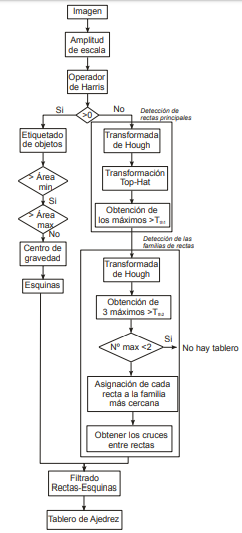 Imagen
Amplitud
de escala
Operador
de Harris
>0
Si
No
Detección de
rectas principales
Etiquetado
de objetos
> Área
min
Si
> Área
max
No
Centro de
gravedad
Esquinas
Transformada
de Hough
Transformación
Top-Hat
Obtención de
los máximos >Tm1
Detección de las
familias de rectas
Transformada
de Hough
Obtención de
3 máximos >Tm2
Nº max <2
Si
No hay tablero
Asignación de cada
recta a la familia
más cercana
Obtener los cruces
entre rectas
Filtrado
Rectas-Esquinas
Tablero de Ajedrez